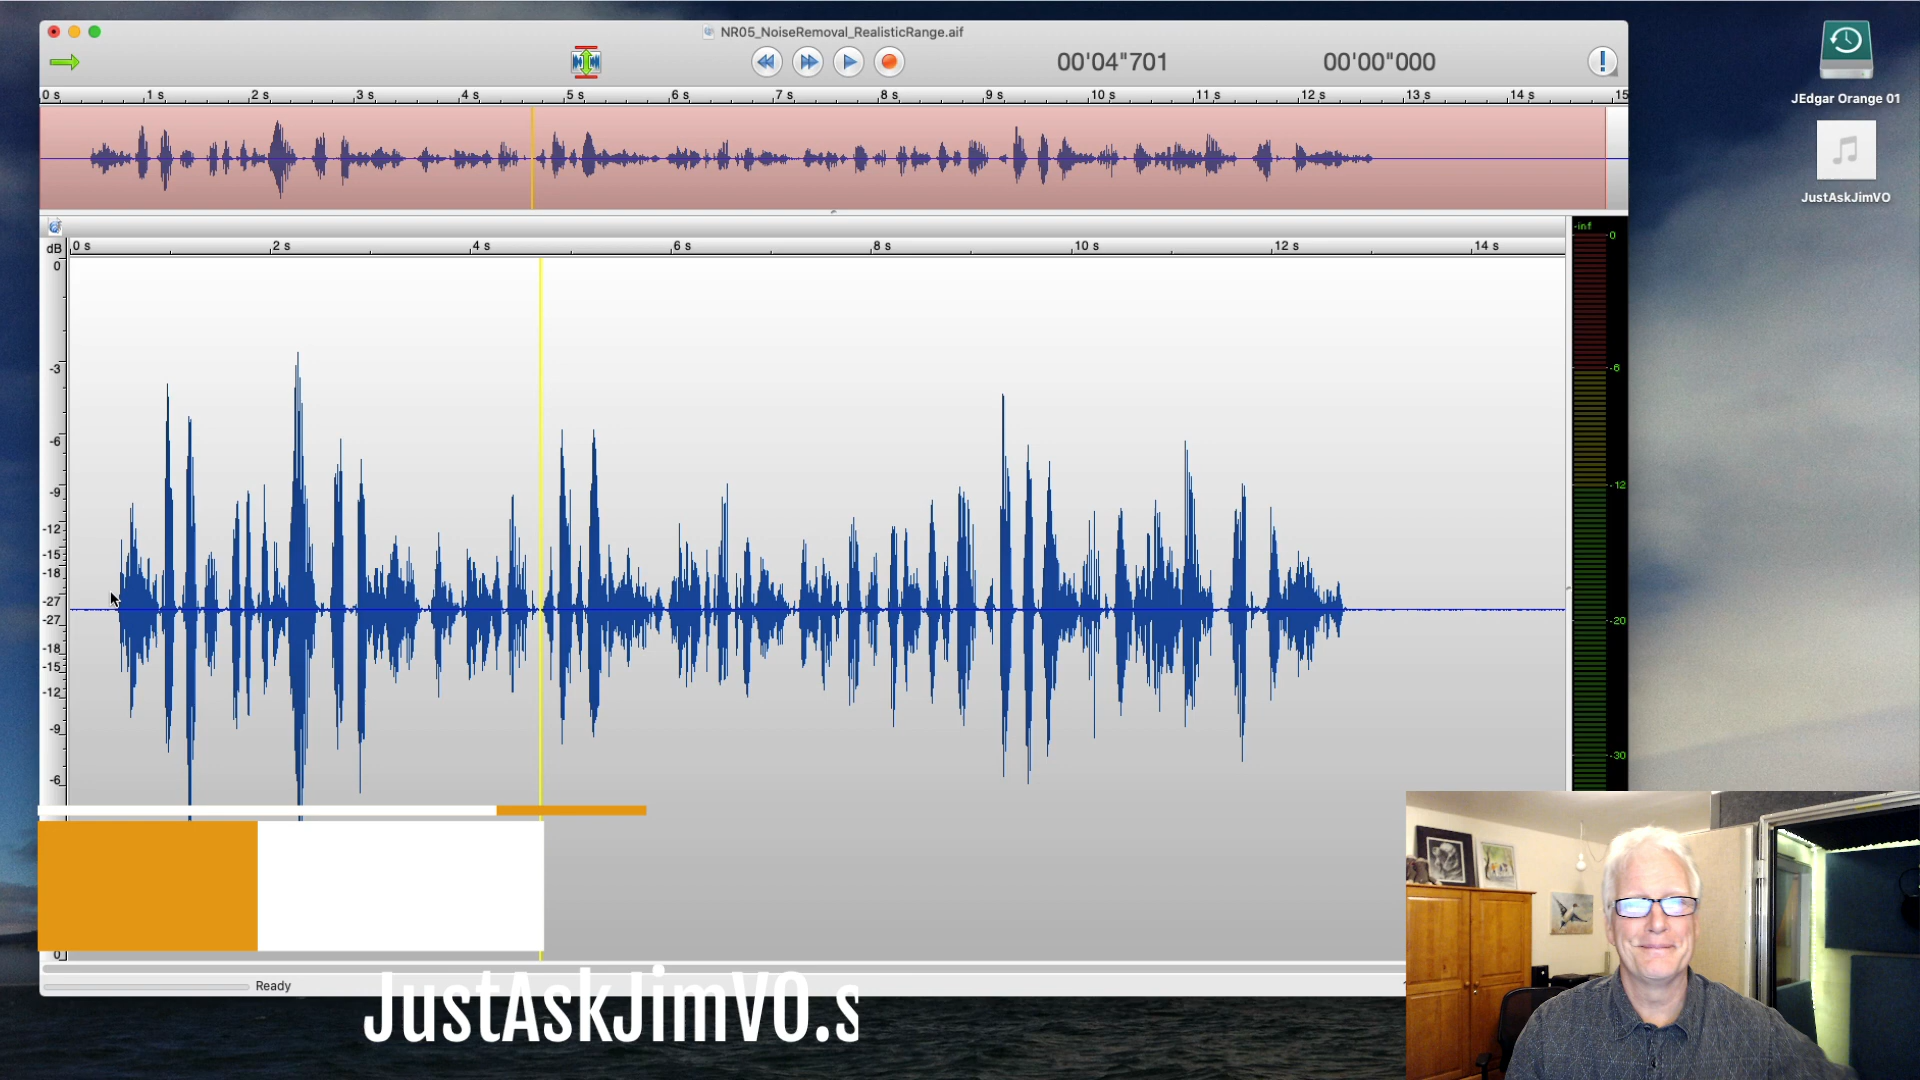 NR05_NoiseRemoval_RealisticRange.aif
00'04"701
00'00"000
0 s 1 s 2 s 3 s 4 s 5 s 6 s 7 s 8 s 9 s 10 s 11 s 12 s 13 s 14 s 15
JEdgar Orange 01
JustAskJimVO
dB 0 s 2 s 4 s 6 s 8 s 10 s 12 s 14 s
0
-3
-6
-9
-12
-15
-18
-27
-27
-18
-15
-12
-9
-6
0
-inf
0
-6
-12
-20
-30
Ready
JustAskJimVO.s